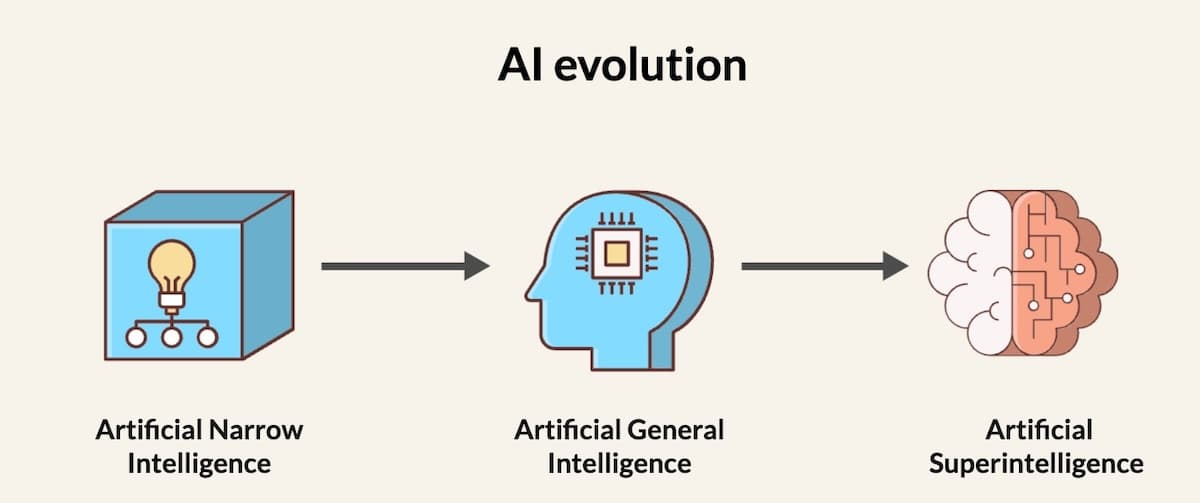 AI evolution
Artificial Narrow
Intelligence
Artificial General
Intelligence
Artificial
Superintelligence